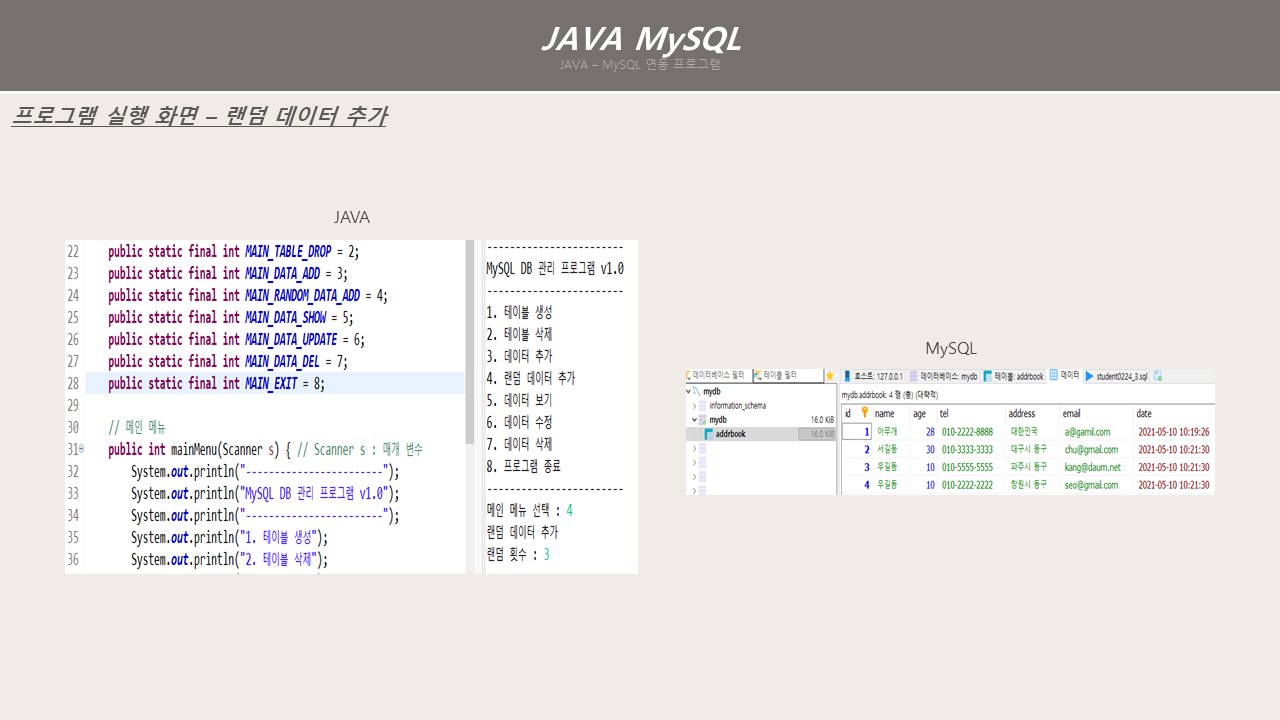 JAVA MySQL
JAVA – MySQL 연동 프로그램
프로그램 실행 화면 – 랜덤 데이터 추가
JAVA
22 public static final int MAIN_TABLE_DROP = 2;
23 public static final int MAIN_DATA_ADD = 3;
24 public static final int MAIN_RANDOM_DATA_ADD = 4;
25 public static final int MAIN_DATA_SHOW = 5;
26 public static final int MAIN_DATA_UPDATE = 6;
27 public static final int MAIN_DATA_DEL = 7;
28 public static final int MAIN_EXIT = 8;
29
30 // 메인 메뉴
31 public int mainMenu(Scanner s) { // Scanner s : 매개 변수
32 System.out.println("------------------------");
33 System.out.println("MySQL DB 관리 프로그램 v1.0");
34 System.out.println("------------------------");
35 System.out.println("1. 테이블 생성");
36 System.out.println("2. 테이블 삭제");
------------------------
MySQL DB 관리 프로그램 v1.0
------------------------
1. 테이블 생성
2. 테이블 삭제
3. 데이터 추가
4. 랜덤 데이터 추가
5. 데이터 보기
6. 데이터 수정
7. 데이터 삭제
8. 프로그램 종료
------------------------
메인 메뉴 선택 : 4
랜덤 데이터 추가
랜덤 횟수 : 3
MySQL
데이터베이스 필터 테이블 필터
mydb
information_schema
mydb 16.0 KiB
addrbook 16.0 KiB
호스트: 127.0.0.1 데이터베이스: mydb 테이블: addrbook 데이터 student0224_3.sql
mydb.addrbook: 4 행 (총) (대략적)
id name age tel address email date
1 아무개 28 010-2222-8888 대한민국 a@gamil.com 2021-05-10 10:19:26
2 서길동 30 010-3333-3333 대구시 동구 chu@gmail.com 2021-05-10 10:21:30
3 우길동 10 010-5555-5555 파주시 동구 kang@daum.net 2021-05-10 10:21:30
4 우길동 10 010-2222-2222 창원시 동구 seo@gmail.com 2021-05-10 10:21:30